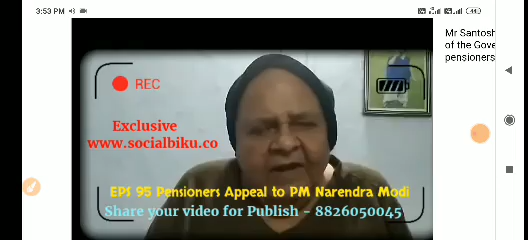 3:53 PM
Mr Santosh
of the Gove
pensioners
REC
Exclusive
www.socialbiku.co
EPS 95 Pensioners Appeal to PM Narendra Modi
Share your video for Publish - 8826050045